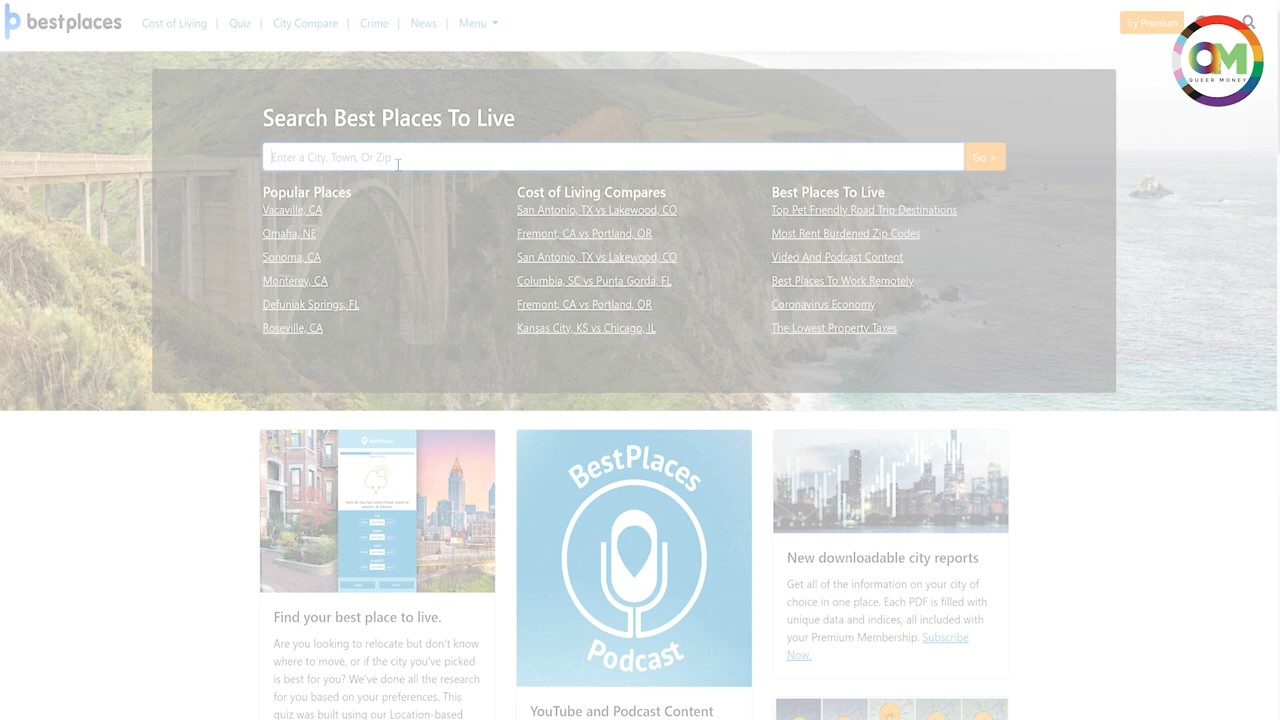 bestplaces
Cost of Living | Quiz | City Compare | Crime | News | Menu
Try Premium
QM
QUEER MONEY
Search Best Places To Live
Enter a City, Town, Or Zip
Go >
Popular Places
Vacaville, CA
Omaha, NE
Sonoma, CA
Monterey, CA
Defuniak Springs, FL
Roseville, CA
Cost of Living Compares
San Antonio, TX vs Lakewood, CO
Fremont, CA vs Portland, OR
San Antonio, TX vs Lakewood, CO
Columbia, SC vs Punta Gorda, FL
Fremont, CA vs Portland, OR
Kansas City, KS vs Chicago, IL
Best Places To Live
Top Pet Friendly Road Trip Destinations
Most Rent Burdened Zip Codes
Video And Podcast Content
Best Places To Work Remotely
Coronavirus Economy
The Lowest Property Taxes
BestPlaces
Find your best place to live.
Are you looking to relocate but don't know
where to move, or if the city you've picked
is best for you? We've done all the research
for you based on your preferences. This
quiz was built using our Location-based
BestPlaces
Podcast
YouTube and Podcast Content
New downloadable city reports
Get all of the information on your city of
choice in one place. Each PDF is filled with
unique data and indices, all included with
your Premium Membership. Subscribe
Now.